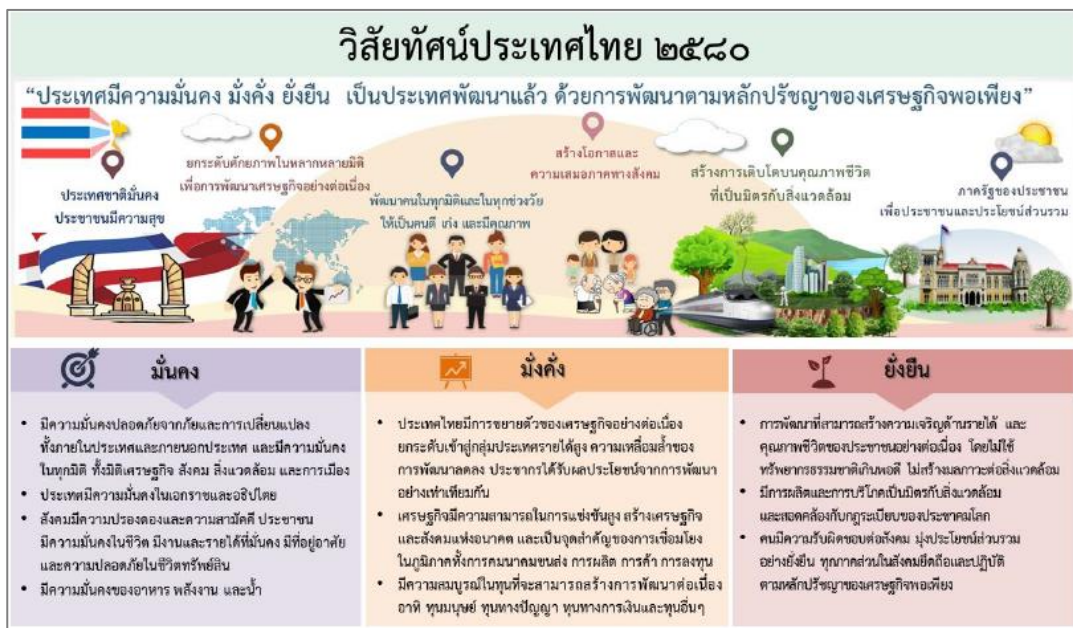 วิสัยทัศน์ประเทศไทย ๒๕๘๐
“ประเทศมีความมั่นคง มั่งคั่ง ยั่งยืน เป็นประเทศพัฒนาแล้ว ด้วยการพัฒนาตามหลักปรัชญาของเศรษฐกิจพอเพียง”
ประเทศชาติมั่นคง
ประชาชนมีความสุข
ยกระดับศักยภาพในหลากหลายมิติ
เพื่อการพัฒนาเศรษฐกิจอย่างต่อเนื่อง
พัฒนาคนในทุกมิติและในทุกช่วงวัย
ให้เป็นคนดี เก่ง และมีคุณภาพ
สร้างโอกาสและ
ความเสมอภาคทางสังคม
สร้างการเติบโตบนคุณภาพชีวิต
ที่เป็นมิตรกับสิ่งแวดล้อม
ภาครัฐของประชาชน
เพื่อประชาชนและประโยชน์ส่วนรวม
มั่นคง
• มีความมั่นคงปลอดภัยจากภัยและการเปลี่ยนแปลง
ทั้งภายในประเทศและภายนอกประเทศ และมีความมั่นคง
ในทุกมิติ ทั้งมิติเศรษฐกิจ สังคม สิ่งแวดล้อม และการเมือง
• ประเทศมีความมั่นคงในเอกราชและอธิปไตย
• สังคมมีความปรองดองและความสามัคคี ประชาชน
มีความมั่นคงในชีวิต มีงานและรายได้ที่มั่นคง มีที่อยู่อาศัย
และความปลอดภัยในชีวิตทรัพย์สิน
• มีความมั่นคงของอาหาร พลังงาน และน้ำ
มั่งคั่ง
• ประเทศไทยมีการขยายตัวของเศรษฐกิจอย่างต่อเนื่อง
ยกระดับเข้าสู่กลุ่มประเทศรายได้สูง ความเหลื่อมล้ำของ
การพัฒนาลดลง ประชากรได้รับผลประโยชน์จากการพัฒนา
อย่างเท่าเทียมกัน
• เศรษฐกิจมีความสามารถในการแข่งขันสูง สร้างเศรษฐกิจ
และสังคมแห่งอนาคต และเป็นจุดสำคัญของการเชื่อมโยง
ในภูมิภาคทั้งการคมนาคมขนส่ง การผลิต การค้า การลงทุน
• มีความสมบูรณ์ในทุนที่จะสามารถสร้างการพัฒนาต่อเนื่อง
อาทิ ทุนมนุษย์ ทุนทางปัญญา ทุนทางการเงินและทุนอื่นๆ
ยั่งยืน
• การพัฒนาที่สามารถสร้างความเจริญด้านรายได้ และ
คุณภาพชีวิตของประชาชนอย่างต่อเนื่อง โดยไม่ใช้
ทรัพยากรธรรมชาติเกินพอดี ไม่สร้างมลภาวะต่อสิ่งแวดล้อม
• มีการผลิตและการบริโภคเป็นมิตรกับสิ่งแวดล้อม
และสอดคล้องกับกฎระเบียบของประชาคมโลก
• คนมีความรับผิดชอบต่อสังคม มุ่งประโยชน์ส่วนรวม
อย่างยั่งยืน ทุกภาคส่วนในสังคมยึดถือและปฏิบัติ
ตามหลักปรัชญาของเศรษฐกิจพอเพียง